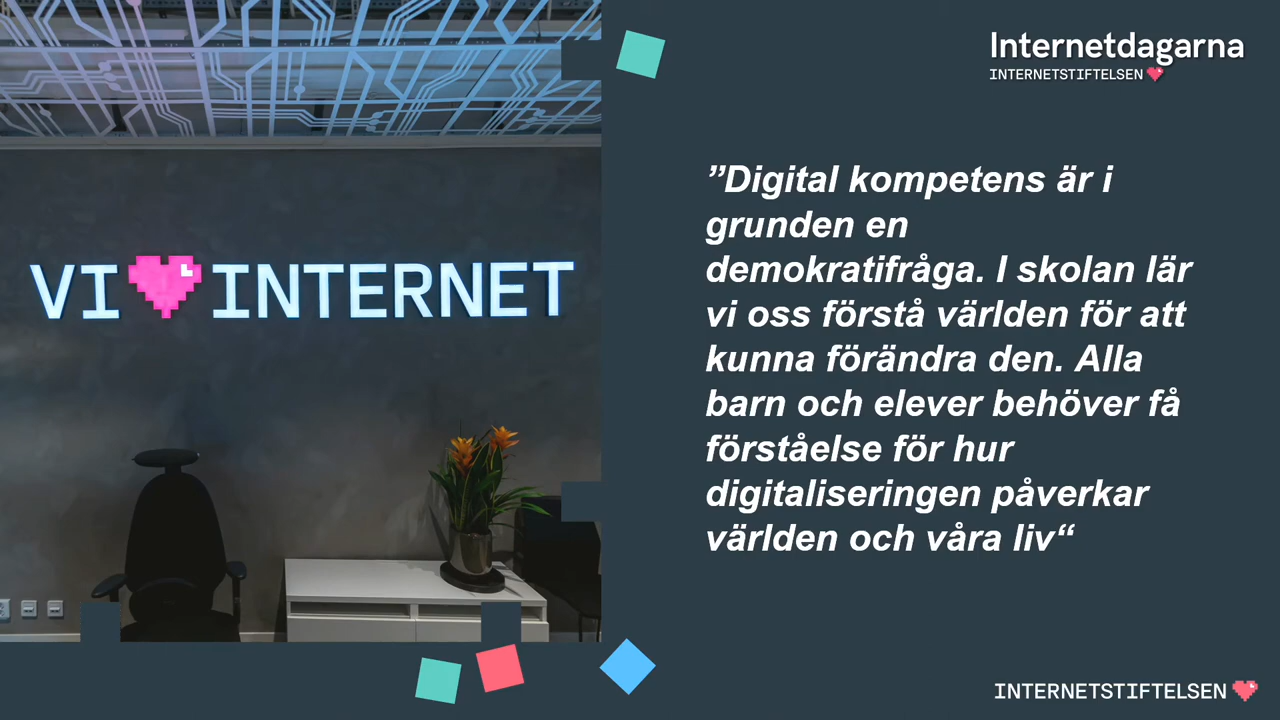 VI INTERNET
Internetdagarna
INTERNETSTIFTELSEN
”Digital kompetens är i
grunden en
demokratifråga. I skolan lär
vi oss förstå världen för att
kunna förändra den. Alla
barn och elever behöver få
förståelse för hur
digitaliseringen påverkar
världen och våra liv“
INTERNETSTIFTELSEN